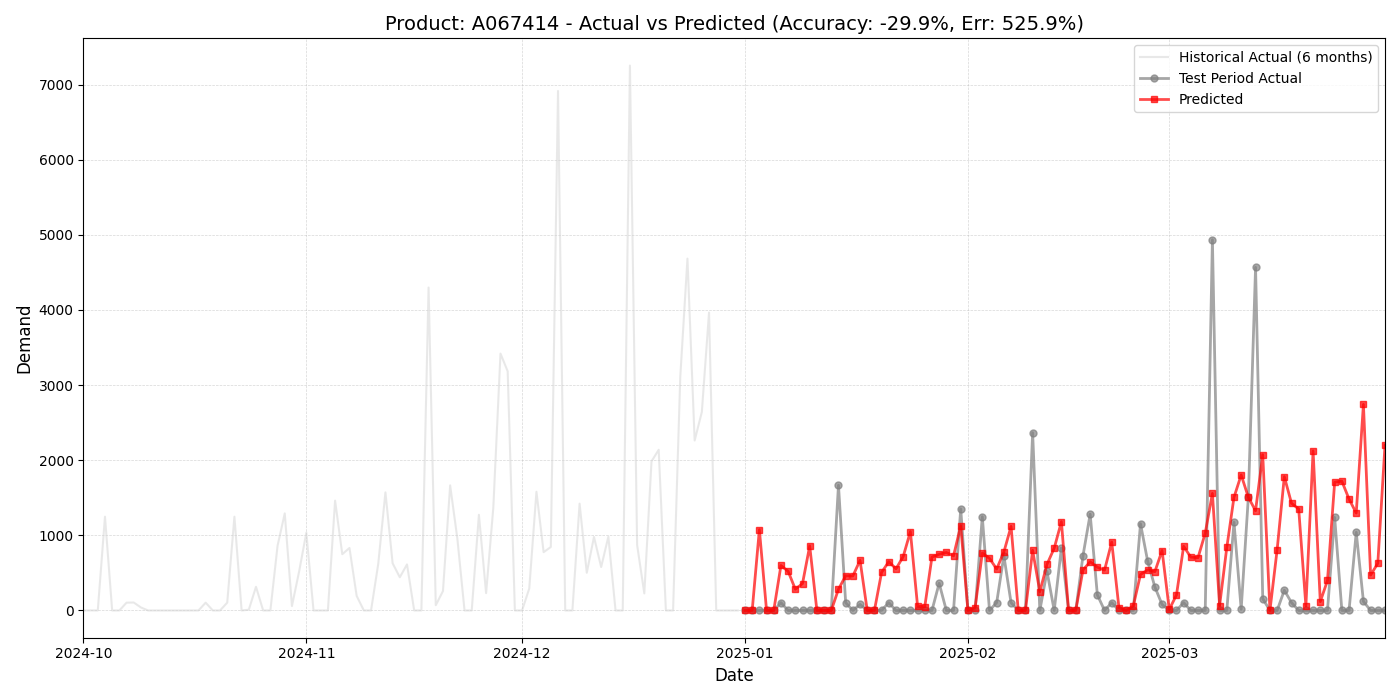 Product: A067414 - Actual vs Predicted (Accuracy: -29.9%, Err: 525.9%)
Historical Actual (6 months)
Test Period Actual
Predicted
Demand
7000
6000
5000
4000
3000
2000
1000
0
2024-10
2024-11
2024-12
2025-01
2025-02
2025-03
Date